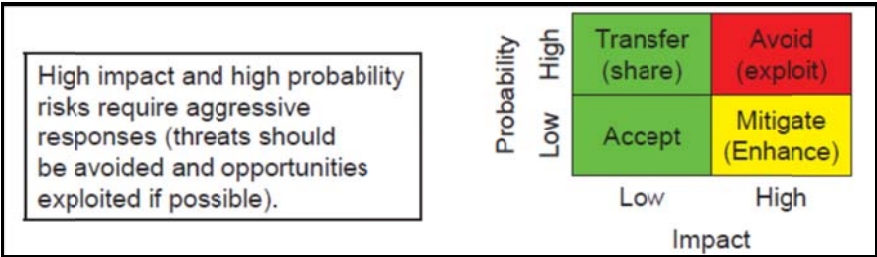 High impact and high probability
risks require aggressive
responses (threats should
be avoided and opportunities
exploited if possible).
Probability
High
Low
Transfer
(share)
Avoid
(exploit)
Accept
Mitigate
(Enhance)
Low
High
Impact